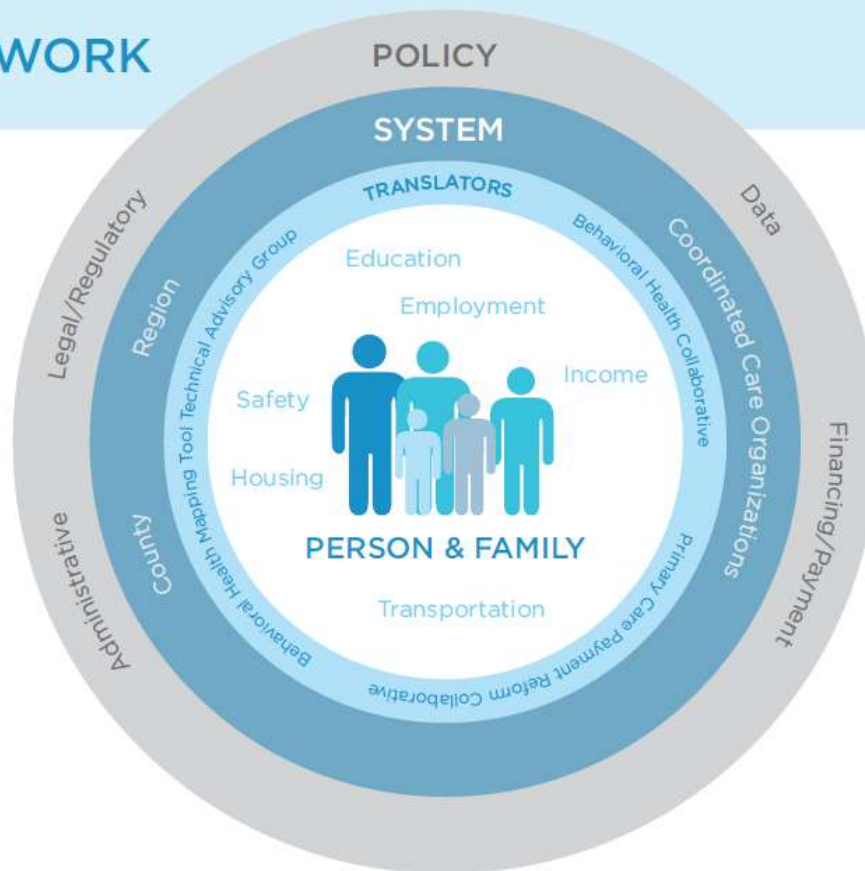 WORK
POLICY
SYSTEM
TRANSLATORS
Legal/Regulatory
Administrative
Data
Financing/Payment
Region
County
Coordinated Care Organizations
Behavioral Health Mapping Tool Technical Advisory Group
Behavioral Health Collaborative
Primary Care Payment Reform Collaborative
Education
Employment
Income
Safety
Housing
PERSON & FAMILY
Transportation